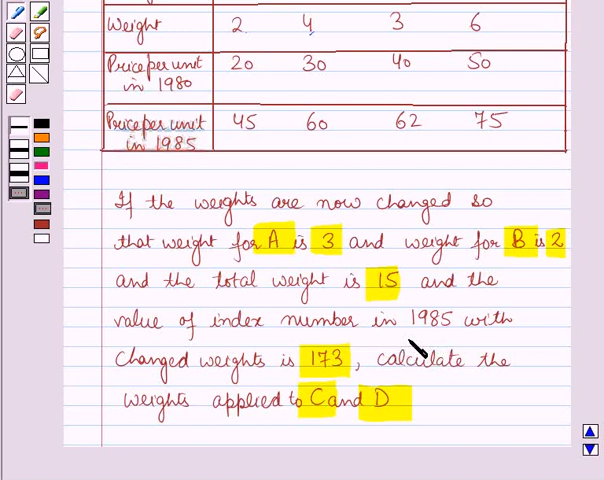 Weight 2 4 3 6
Price per unit 20 30 40 50
in 1980
Price per unit 45 60 62 75
in 1985
If the weights are now changed so
that weight for A is 3 and weight for B is 2
and the total weight is 15 and the
value of index number in 1985 with
changed weights is 173, calculate the
weights applied to C and D